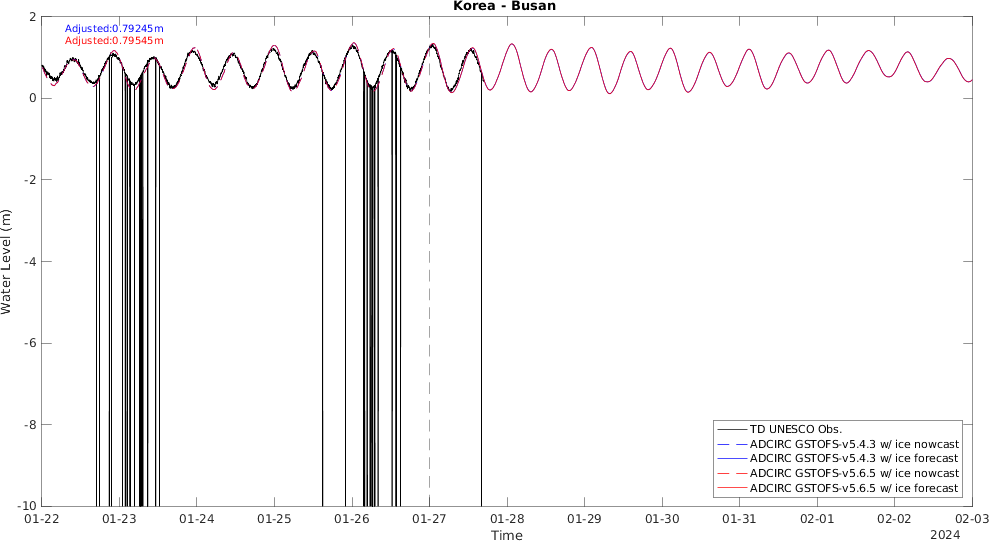 Korea - Busan
Adjusted:0.79245m
Adjusted:0.79545m
2
0
-2
-4
-6
-8
-10
Water Level (m)
01-22 01-23 01-24 01-25 01-26 01-27 01-28 01-29 01-30 01-31 02-01 02-02 02-03
Time
2024
TD UNESCO Obs.
ADCIRC GSTOFS-v5.4.3 w/ ice nowcast
ADCIRC GSTOFS-v5.4.3 w/ ice forecast
ADCIRC GSTOFS-v5.6.5 w/ ice nowcast
ADCIRC GSTOFS-v5.6.5 w/ ice forecast